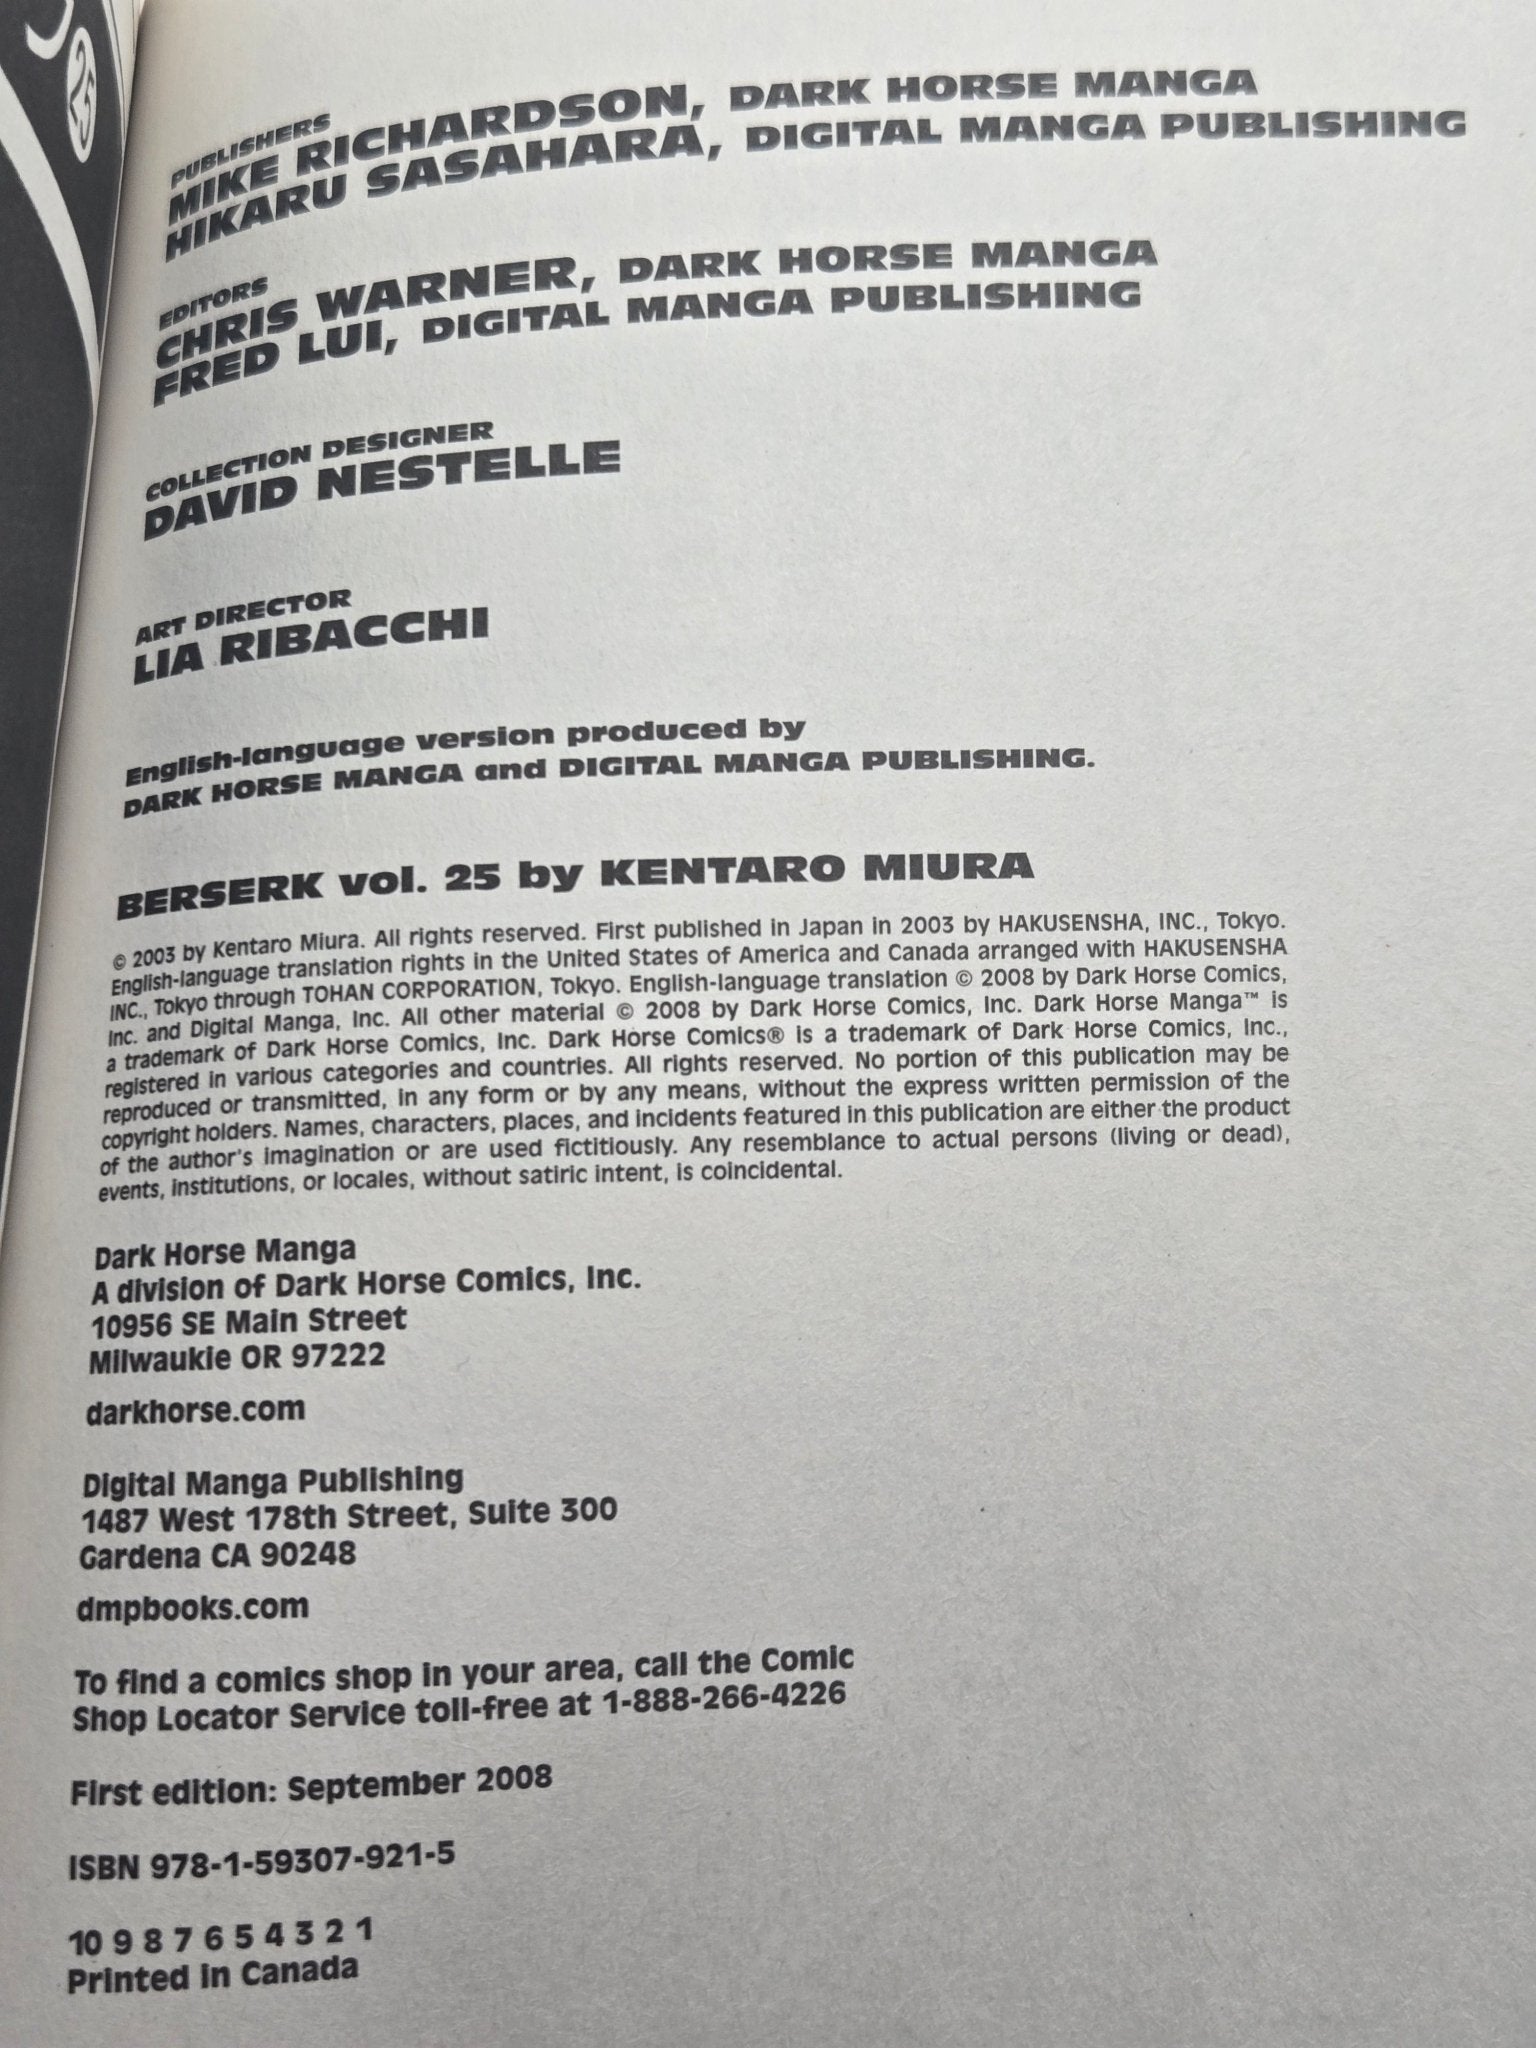 25
PUBLISHERS
MIKE RICHARDSON, DARK HORSE MANGA
HIKARU SASAHARA, DIGITAL MANGA PUBLISHING
EDITORS
CHRIS WARNER, DARK HORSE MANGA
FRED LUI, DIGITAL MANGA PUBLISHING
COLLECTION DESIGNER
DAVID NESTELLE
ART DIRECTOR
LIA RIBACCHI
English-language version produced by
DARK HORSE MANGA and DIGITAL MANGA PUBLISHING.
BERSERK vol. 25 by KENTARO MIURA
© 2003 by Kentaro Miura. All rights reserved. First published in Japan in 2003 by HAKUSENSHA, INC., Tokyo.
English-language translation rights in the United States of America and Canada arranged with HAKUSENSHA
INC., Tokyo through TOHAN CORPORATION, Tokyo. English-language translation © 2008 by Dark Horse Comics,
Inc. and Digital Manga, Inc. All other material © 2008 by Dark Horse Comics, Inc. Dark Horse Manga™ is
a trademark of Dark Horse Comics, Inc. Dark Horse Comics® is a trademark of Dark Horse Comics, Inc.,
registered in various categories and countries. All rights reserved. No portion of this publication may be
reproduced or transmitted, in any form or by any means, without the express written permission of the
copyright holders. Names, characters, places, and incidents featured in this publication are either the product
of the author's imagination or are used fictitiously. Any resemblance to actual persons (living or dead),
events, institutions, or locales, without satiric intent, is coincidental.
Dark Horse Manga
A division of Dark Horse Comics, Inc.
10956 SE Main Street
Milwaukie OR 97222
darkhorse.com
Digital Manga Publishing
1487 West 178th Street, Suite 300
Gardena CA 90248
dmpbooks.com
To find a comics shop in your area, call the Comic
Shop Locator Service toll-free at 1-888-266-4226
First edition: September 2008
ISBN 978-1-59307-921-5
10 9 8 7 6 5 4 3 2 1
Printed in Canada